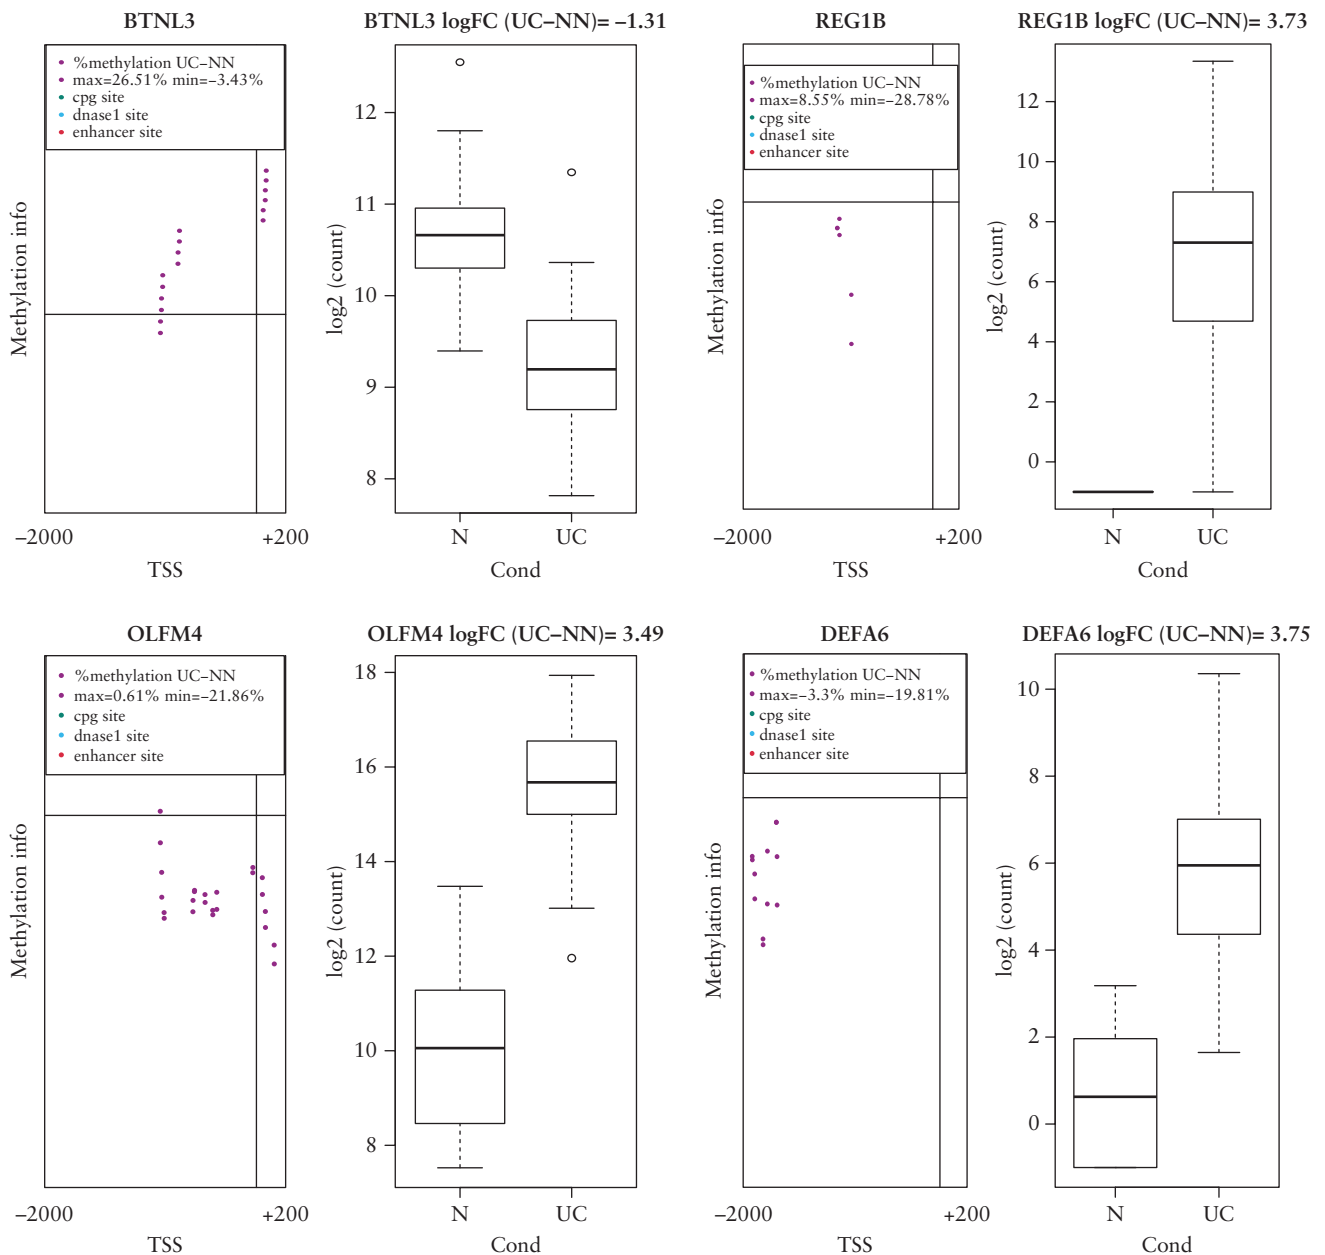 BTNL3
%methylation UC–NN
max=26.51% min=–3.43%
cpg site
dnase1 site
enhancer site
Methylation info
–2000
+200
TSS
BTNL3 logFC (UC–NN)= –1.31
12
11
10
9
8
log2 (count)
N
UC
Cond
REG1B
%methylation UC–NN
max=8.55% min=–28.78%
cpg site
dnase1 site
enhancer site
Methylation info
–2000
+200
TSS
REG1B logFC (UC–NN)= 3.73
12
10
8
6
4
2
0
log2 (count)
N
UC
Cond
OLFM4
%methylation UC–NN
max=0.61% min=–21.86%
cpg site
dnase1 site
enhancer site
Methylation info
–2000
+200
TSS
OLFM4 logFC (UC–NN)= 3.49
18
16
14
12
10
8
log2 (count)
N
UC
Cond
DEFA6
%methylation UC–NN
max=–3.3% min=–19.81%
cpg site
dnase1 site
enhancer site
Methylation info
–2000
+200
TSS
DEFA6 logFC (UC–NN)= 3.75
10
8
6
4
2
0
log2 (count)
N
UC
Cond